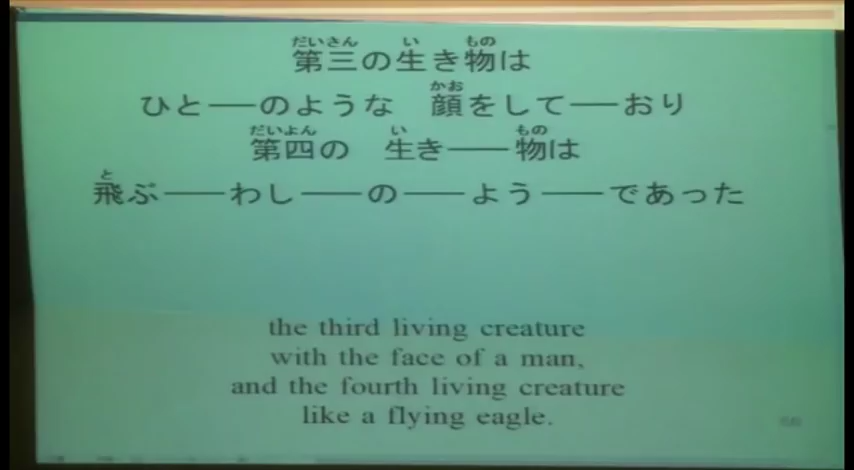 第三の生き物は
ひと――のような　顔をして――おり
第四の　生き――物は
飛ぶ――わし――の――よう――であった
the third living creature
with the face of a man,
and the fourth living creature
like a flying eagle.